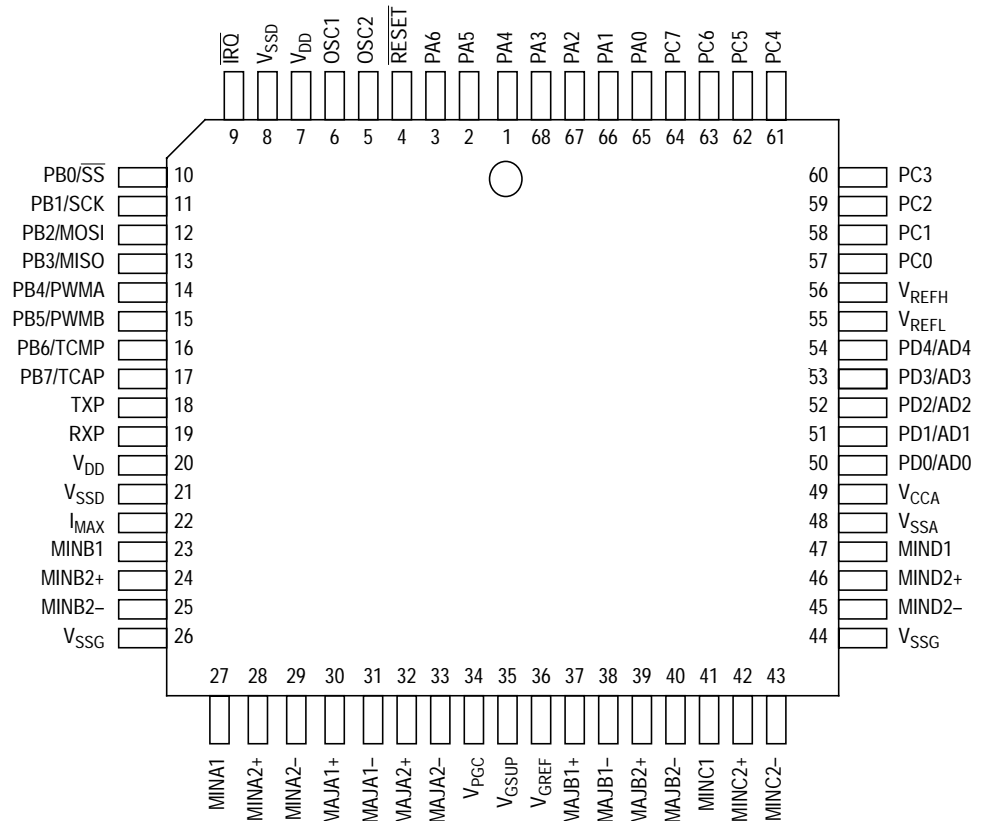 IRQ VSSD VDD OSC1 OSC2 RESET PA6 PA5 PA4 PA3 PA2 PA1 PA0 PC7 PC6 PC5 PC4
9 8 7 6 5 4 3 2 1 68 67 66 65 64 63 62 61
PB0/SS 10 60 PC3
PB1/SCK 11 59 PC2
PB2/MOSI 12 58 PC1
PB3/MISO 13 57 PC0
PB4/PWMA 14 56 VREFH
PB5/PWMB 15 55 VREFL
PB6/TCMP 16 54 PD4/AD4
PB7/TCAP 17 53 PD3/AD3
TXP 18 52 PD2/AD2
RXP 19 51 PD1/AD1
VDD 20 50 PD0/AD0
VSSD 21 49 VCCA
IMAX 22 48 VSSA
MINB1 23 47 MIND1
MINB2+ 24 46 MIND2+
MINB2– 25 45 MIND2–
VSSG 26 44 VSSG
27 28 29 30 31 32 33 34 35 36 37 38 39 40 41 42 43
MINA1 MINA2+ MINA2– MAJA1+ MAJA1– MAJA2+ MAJA2– VPGC VGSUP VGREF MAJB1+ MAJB1– MAJB2+ MAJB2– MINC1 MINC2+ MINC2–